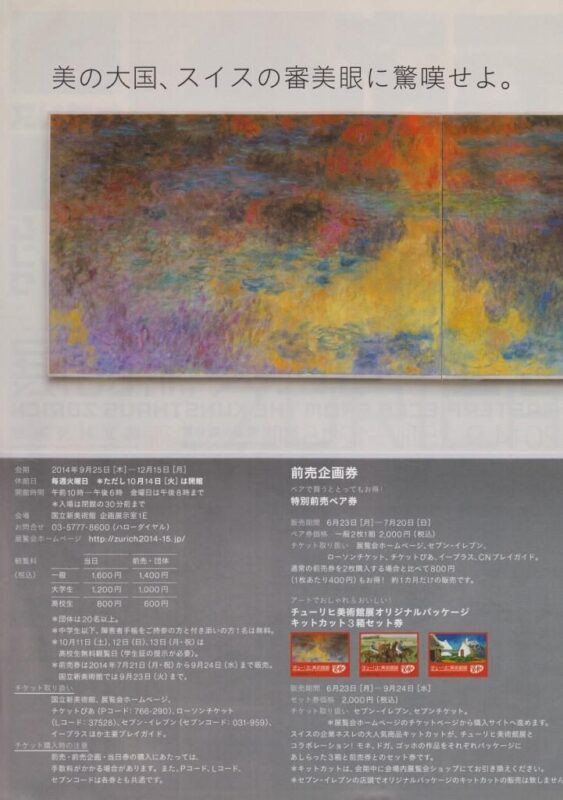 美の大国、スイスの審美眼に驚嘆せよ。
会期 2014年9月25日[木]―12月15日[月]
休館日 毎週火曜日 *ただし10月14日[火]は開館
開館時間 午前10時―午後6時 金曜日は午後8時まで
*入場は閉館の30分前まで
会場 国立新美術館 企画展示室1E
お問合せ 03-5777-8600(ハローダイヤル)
展覧会ホームページ http://zurich2014-15.jp/
観覧料 当日 前売・団体
(税込) 一般 1,600円 1,400円
大学生 1,200円 1,000円
高校生 800円 600円
*団体は20名以上。
*中学生以下、障害者手帳をご持参の方と付き添いの方1名は無料。
*10月11日(土)、12日(日)、13日(月・祝)は
高校生無料観覧日(学生証の提示が必要)。
*前売券は2014年7月21日(月・祝)から9月24日(水)まで販売。
国立新美術館では9月23日(火)まで。
チケット取り扱い
国立新美術館、展覧会ホームページ、
チケットぴあ(Pコード:766-290)、ローソンチケット
(Lコード:37528)、セブン-イレブン(セブンコード:031-959)、
イープラスほか主要プレイガイド。
チケット購入時の注意
前売・前売企画・当日券の購入にあたっては、
手数料がかかる場合があります。また、Pコード、Lコード、
セブンコードは各券とも共通です。
前売企画券
ペアで買うととってもお得!
特別前売ペア券
販売期間 6月23日[月]―7月20日[日]
ペア券価格 一般2枚1組 2,000円(税込)
チケット取り扱い 展覧会ホームページ、セブン-イレブン、
ローソンチケット、チケットぴあ、イープラス、CNプレイガイド。
通常の前売券を2枚購入する場合と比べて800円
(1枚あたり400円)もお得! 約1カ月だけの販売です。
アートでおしゃれ&おいしい!
チューリヒ美術館展オリジナルパッケージ
キットカット3箱セット券
チューリヒ美術館展
チューリヒ美術館展
チューリヒ美術館展
販売期間 6月23日[月]―9月24日[水]
セット券価格 2,000円(税込)
チケット取り扱い セブン-イレブン、セブンチケット。
*展覧会ホームページのチケットページから購入サイトへ進めます。
スイスの企業ネスレの大人気商品キットカットが、チューリヒ美術館展と
コラボレーション! モネ、ドガ、ゴッホの作品をそれぞれパッケージに
あしらった3箱と前売券とのセット券です。
*キットカットは、会期中に会場内展覧会ショップにてお引き換えください。
*セブン-イレブンの店頭でオリジナルパッケージのキットカットの販売は致しません